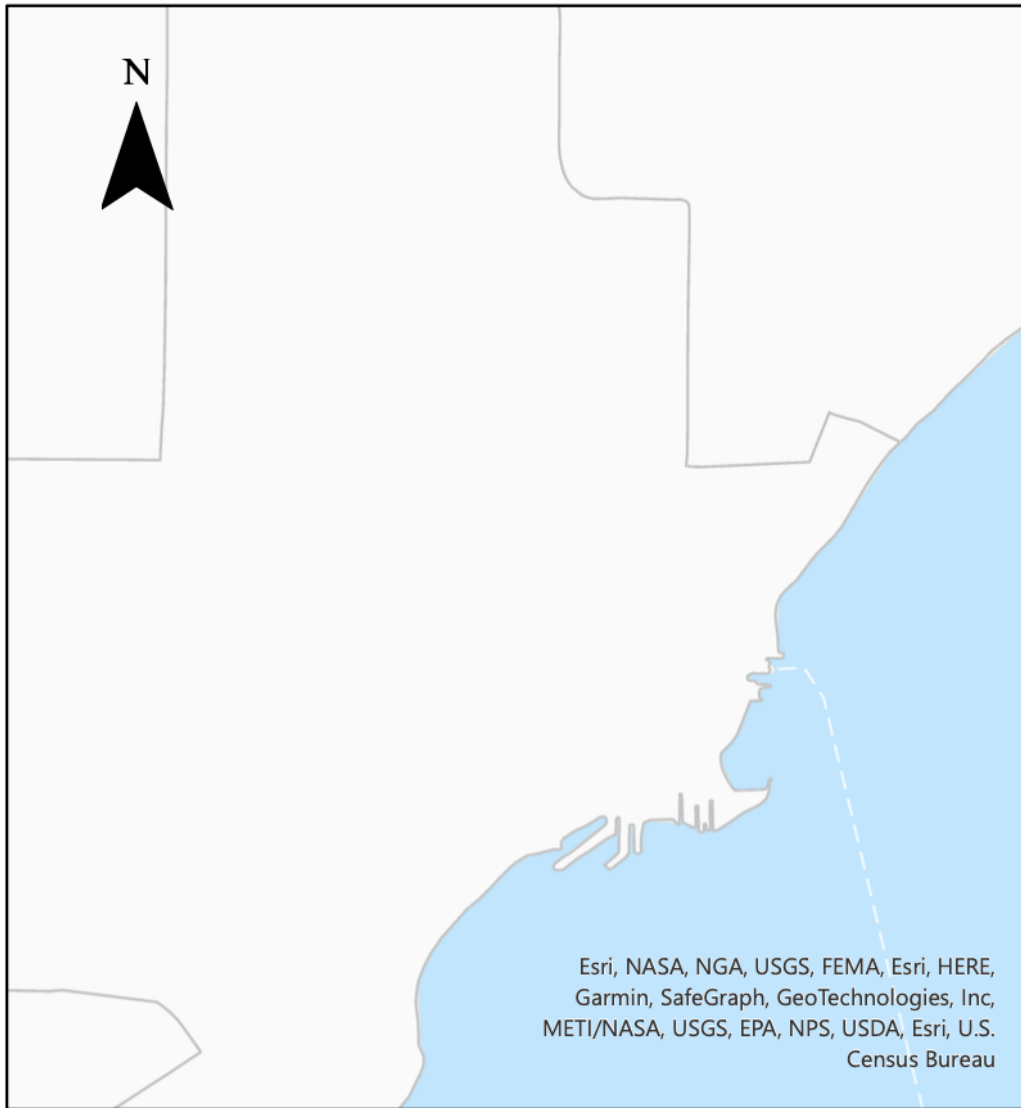 N
Esri, NASA, NGA, USGS, FEMA, Esri, HERE,
Garmin, SafeGraph, GeoTechnologies, Inc,
METI/NASA, USGS, EPA, NPS, USDA, Esri, U.S.
Census Bureau